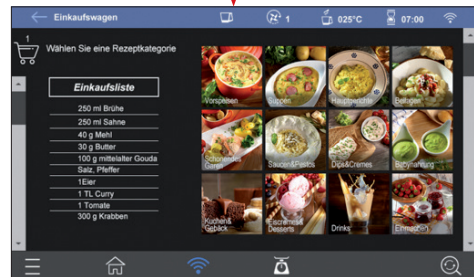 Einkaufswagen
1
025°C
07:00
1
Wählen Sie eine Rezeptkategorie
Einkaufsliste
250 ml Brühe
250 ml Sahne
40 g Mehl
30 g Butter
100 g mittelalter Gouda
Salz, Pfeffer
1Eier
1 TL Curry
1 Tomate
300 g Krabben
Vorspeisen
Suppen
Hauptgerichte
Beilagen
Schonendes
Garen
Saucen&Pestos
Dips&Cremes
Babynahrung
Kuchen&
Gebäck
Eiscreme&
Desserts
Drinks
Einmachen